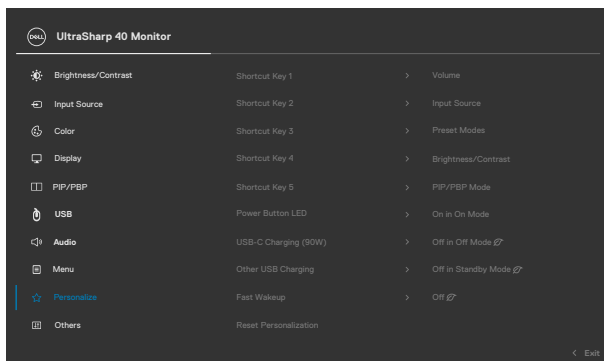 DELL UltraSharp 40 Monitor
Brightness/Contrast Shortcut Key 1 > Volume
Input Source Shortcut Key 2 > Input Source
Color Shortcut Key 3 > Preset Modes
Display Shortcut Key 4 > Brightness/Contrast
PIP/PBP Shortcut Key 5 > PIP/PBP Mode
USB Power Button LED > On in On Mode
Audio USB-C Charging (90W) > Off in Off Mode
Menu Other USB Charging > Off in Standby Mode
Personalize Fast Wakeup > Off
Others Reset Personalization
< Exit